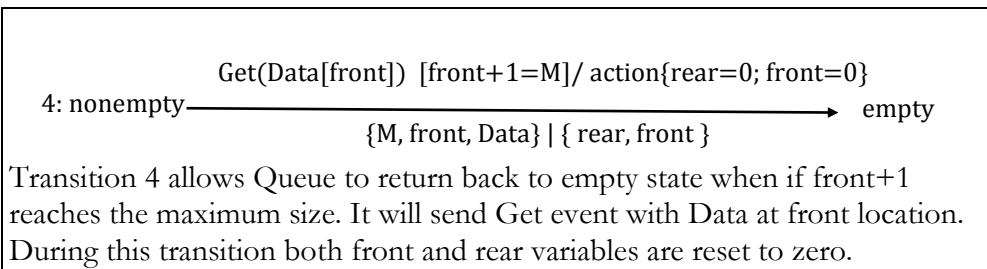 Get(Data[front]) [front+1=M]/ action{rear=0; front=0}
4: nonempty empty
{M, front, Data} | { rear, front }
Transition 4 allows Queue to return back to empty state when if front+1
reaches the maximum size. It will send Get event with Data at front location.
During this transition both front and rear variables are reset to zero.